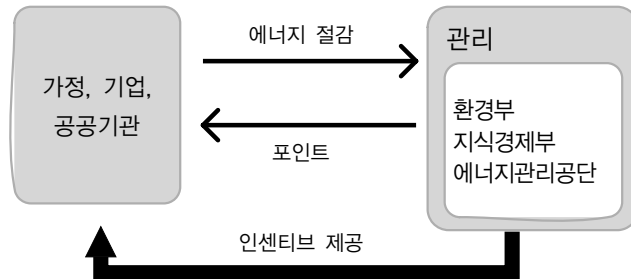 에너지 절감
관리
가정, 기업,
공공기관
환경부
지식경제부
에너지관리공단
포인트
인센티브 제공